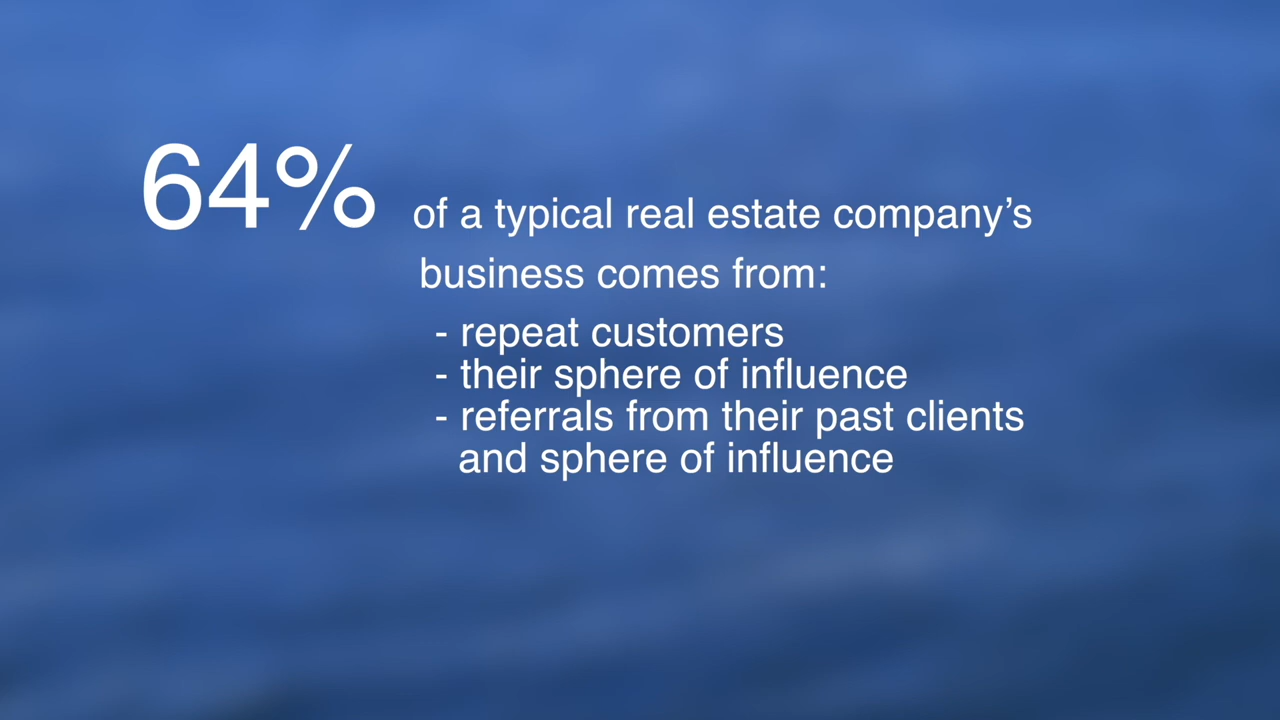 64% of a typical real estate company’s
business comes from:
- repeat customers
- their sphere of influence
- referrals from their past clients
and sphere of influence